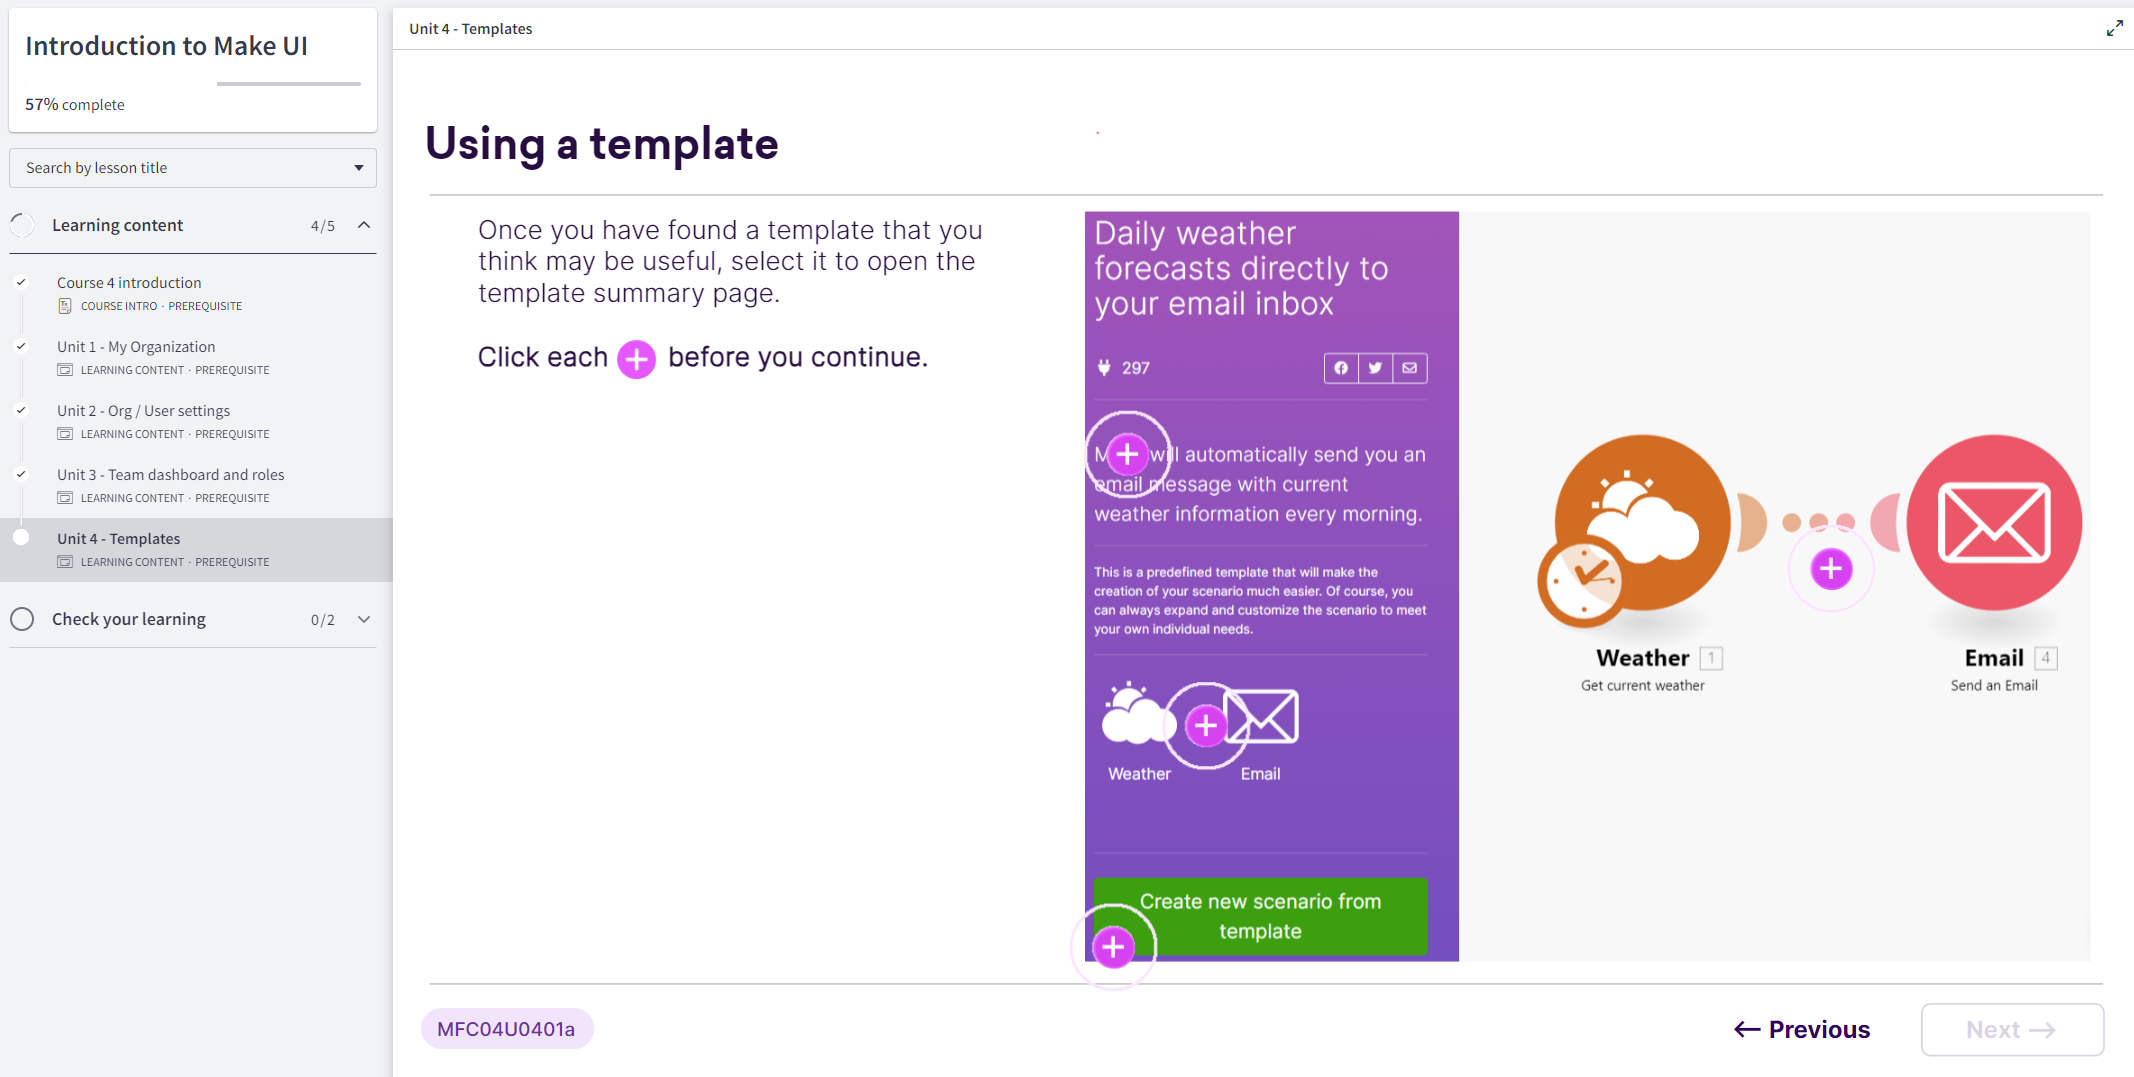 Introduction to Make UI
57% complete
Search by lesson title
Learning content 4/5
Course 4 introduction
COURSE INTRO · PREREQUISITE
Unit 1 - My Organization
LEARNING CONTENT · PREREQUISITE
Unit 2 - Org / User settings
LEARNING CONTENT · PREREQUISITE
Unit 3 - Team dashboard and roles
LEARNING CONTENT · PREREQUISITE
Unit 4 - Templates
LEARNING CONTENT · PREREQUISITE
Check your learning 0/2
Unit 4 - Templates
Using a template
Once you have found a template that you
think may be useful, select it to open the
template summary page.
Click each + before you continue.
Daily weather
forecasts directly to
your email inbox
297
will automatically send you an
email message with current
weather information every morning.
This is a predefined template that will make the
creation of your scenario much easier. Of course, you
can always expand and customize the scenario to meet
your own individual needs.
Weather Email
Create new scenario from
template
Weather 1
Get current weather
Email 4
Send an Email
MFC04U0401a
← Previous
Next →